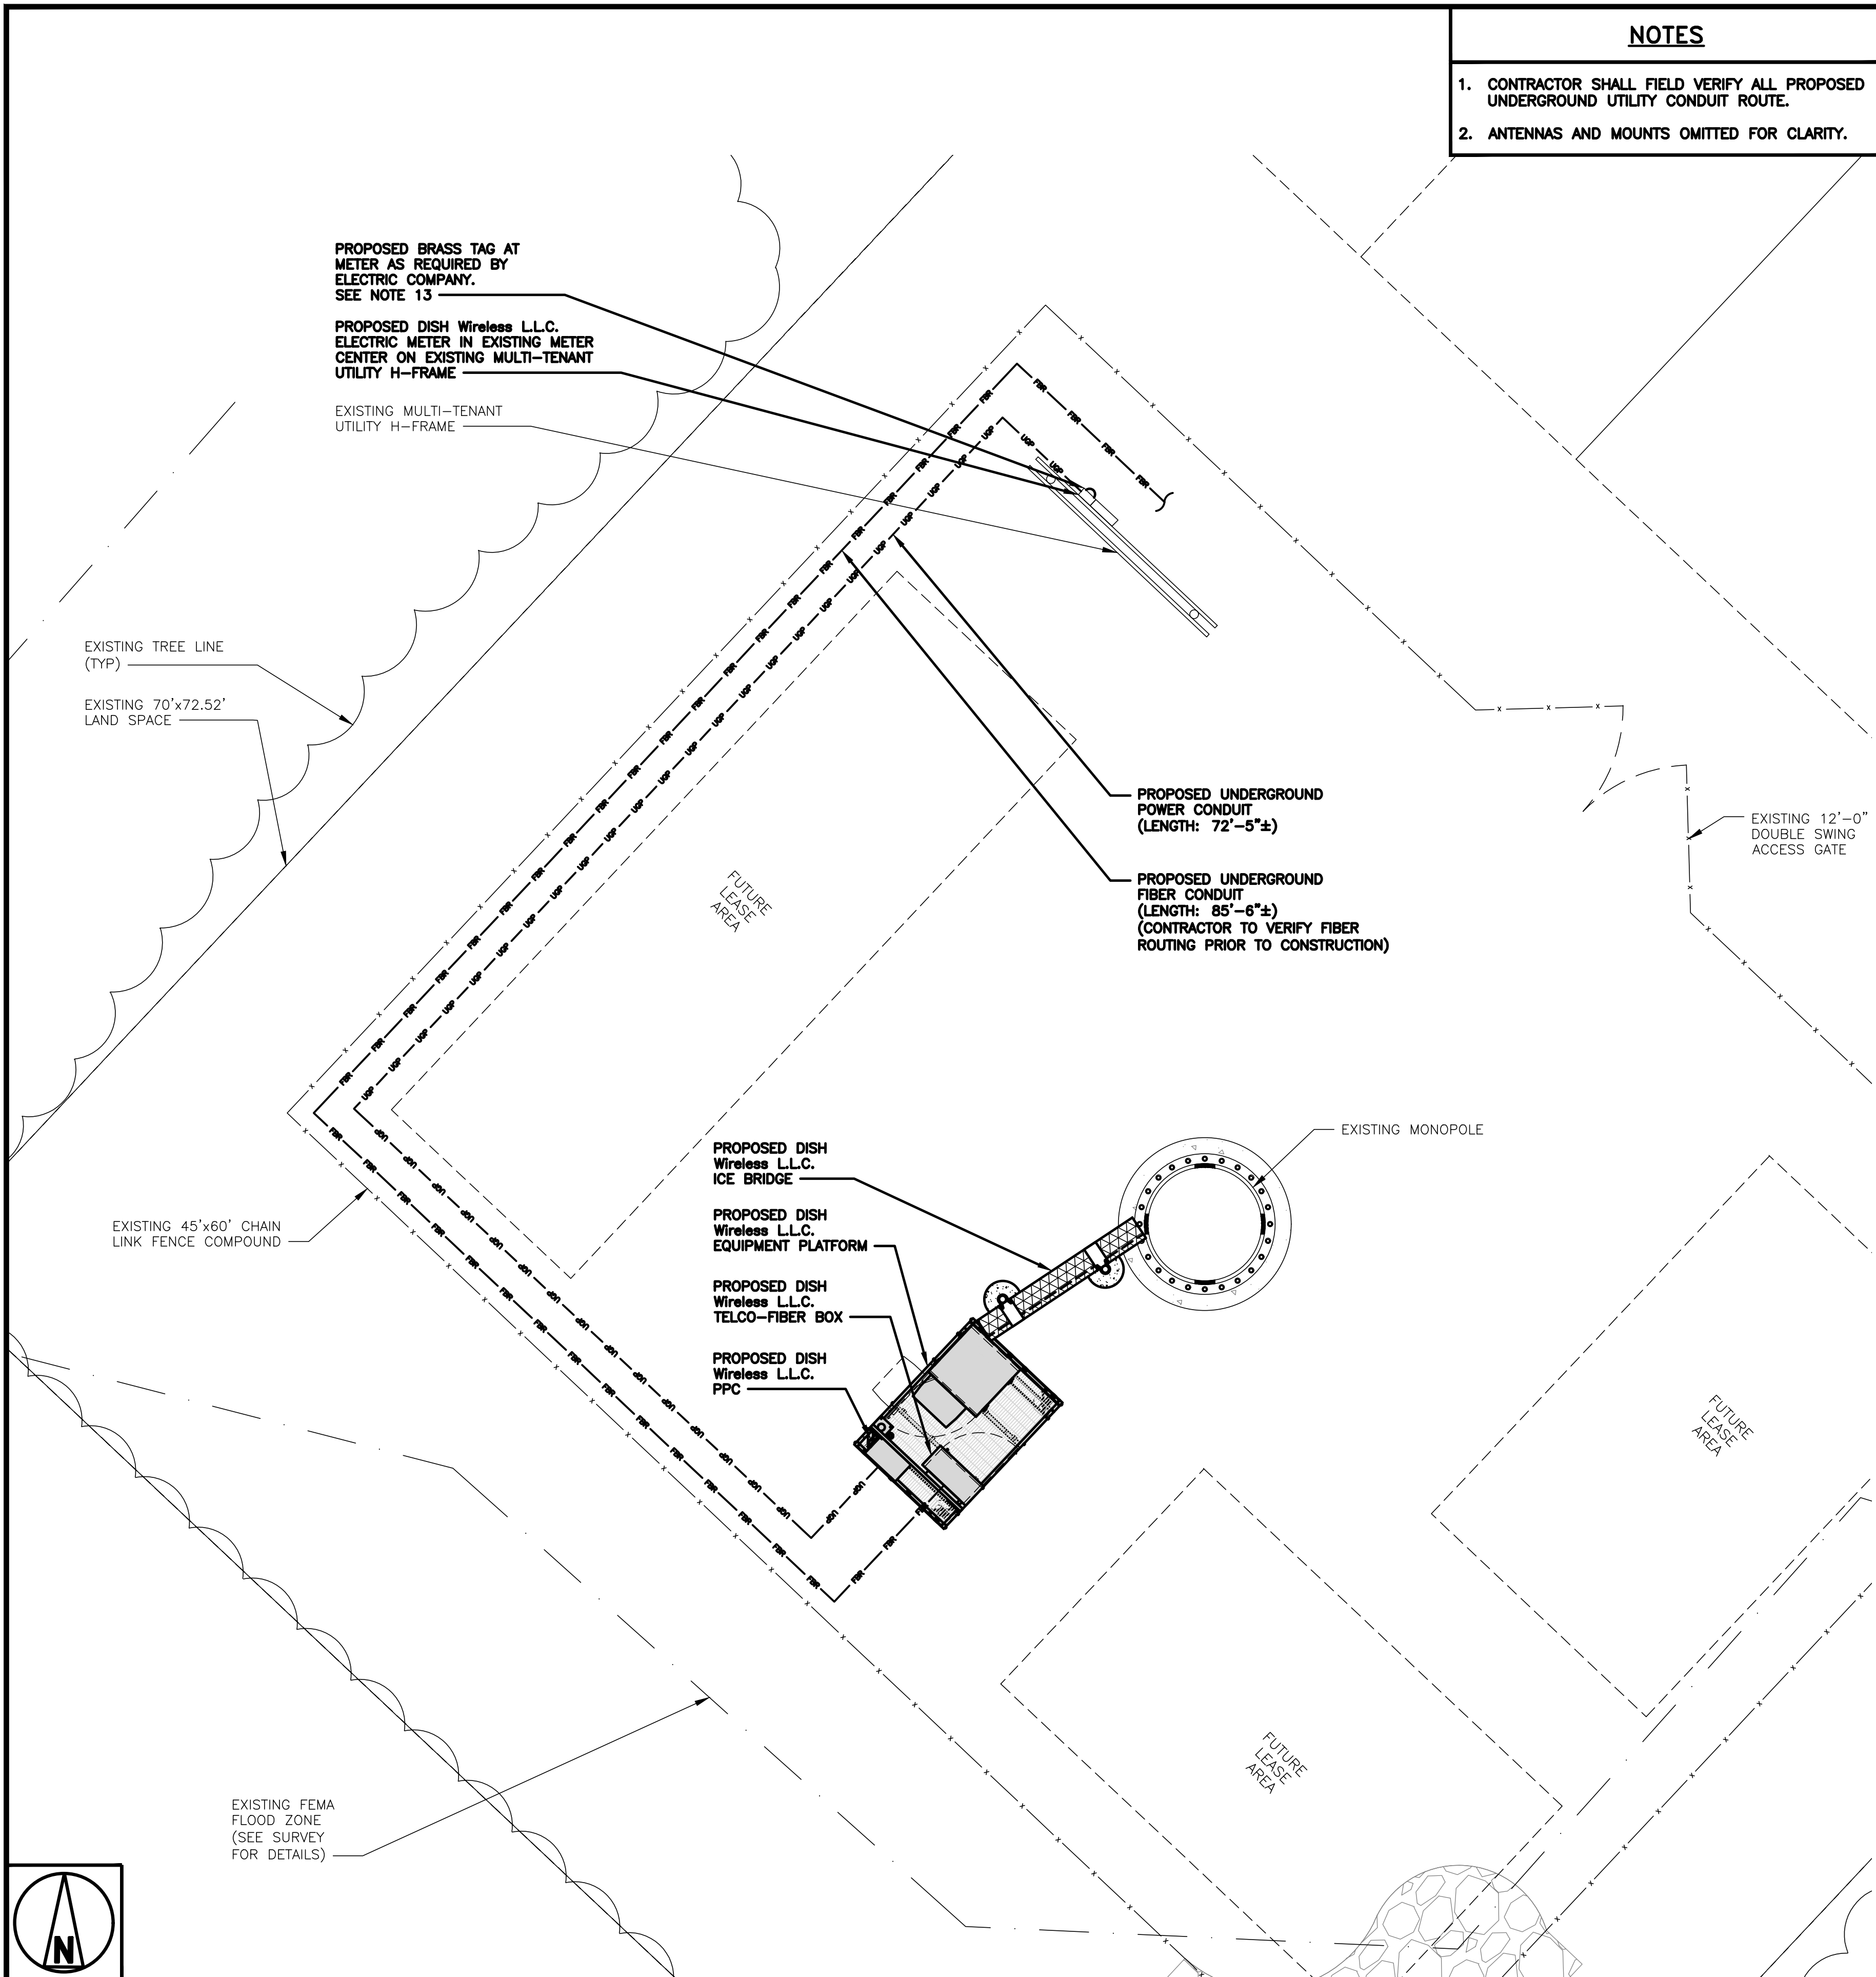 NOTES
1. CONTRACTOR SHALL FIELD VERIFY ALL PROPOSED
UNDERGROUND UTILITY CONDUIT ROUTE.
2. ANTENNAS AND MOUNTS OMITTED FOR CLARITY.
PROPOSED BRASS TAG AT
METER AS REQUIRED BY
ELECTRIC COMPANY.
SEE NOTE 13
PROPOSED DISH Wireless L.L.C.
ELECTRIC METER IN EXISTING METER
CENTER ON EXISTING MULTI-TENANT
UTILITY H-FRAME
EXISTING MULTI-TENANT
UTILITY H-FRAME
EXISTING TREE LINE
(TYP)
EXISTING 70'x72.52'
LAND SPACE
PROPOSED UNDERGROUND
POWER CONDUIT
(LENGTH: 72'-5"±)
EXISTING 12'-0"
DOUBLE SWING
ACCESS GATE
PROPOSED UNDERGROUND
FIBER CONDUIT
(LENGTH: 85'-6"±)
(CONTRACTOR TO VERIFY FIBER
ROUTING PRIOR TO CONSTRUCTION)
FUTURE
LEASE
AREA
EXISTING MONOPOLE
PROPOSED DISH
Wireless L.L.C.
ICE BRIDGE
PROPOSED DISH
Wireless L.L.C.
EQUIPMENT PLATFORM
PROPOSED DISH
Wireless L.L.C.
TELCO-FIBER BOX
PROPOSED DISH
Wireless L.L.C.
PPC
EXISTING 45'x60' CHAIN
LINK FENCE COMPOUND
FUTURE
LEASE
AREA
FUTURE
LEASE
AREA
EXISTING FEMA
FLOOD ZONE
(SEE SURVEY
FOR DETAILS)
N
FBR
UGP